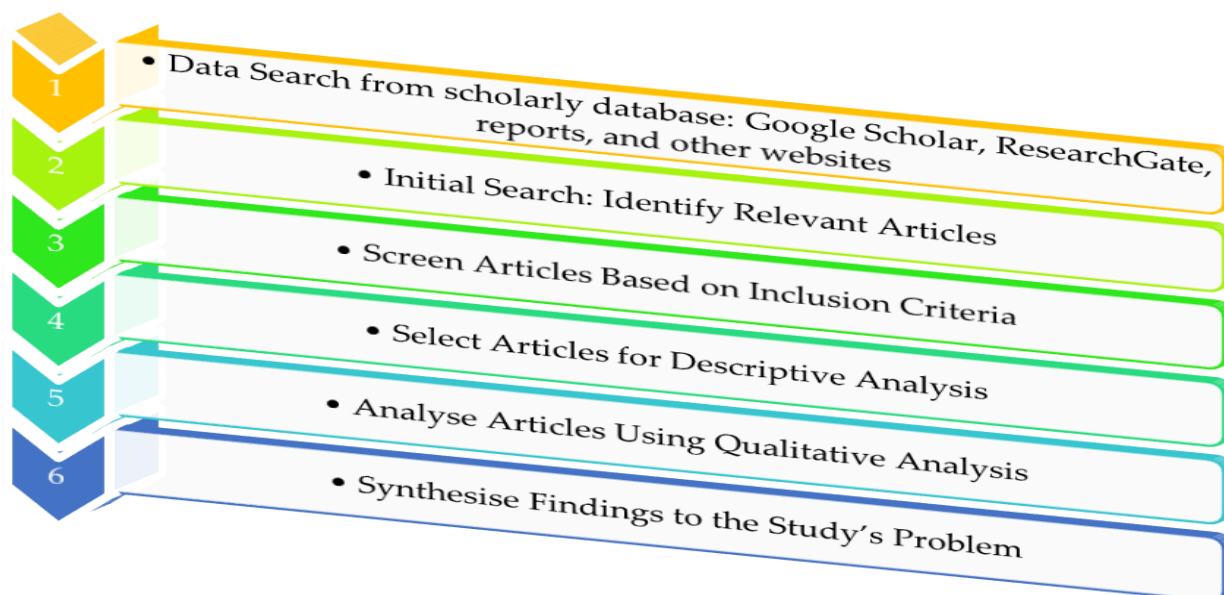 1
• Data Search from scholarly database: Google Scholar, ResearchGate,
reports, and other websites
2
• Initial Search: Identify Relevant Articles
3
• Screen Articles Based on Inclusion Criteria
4
• Select Articles for Descriptive Analysis
5
• Analyse Articles Using Qualitative Analysis
6
• Synthesise Findings to the Study’s Problem